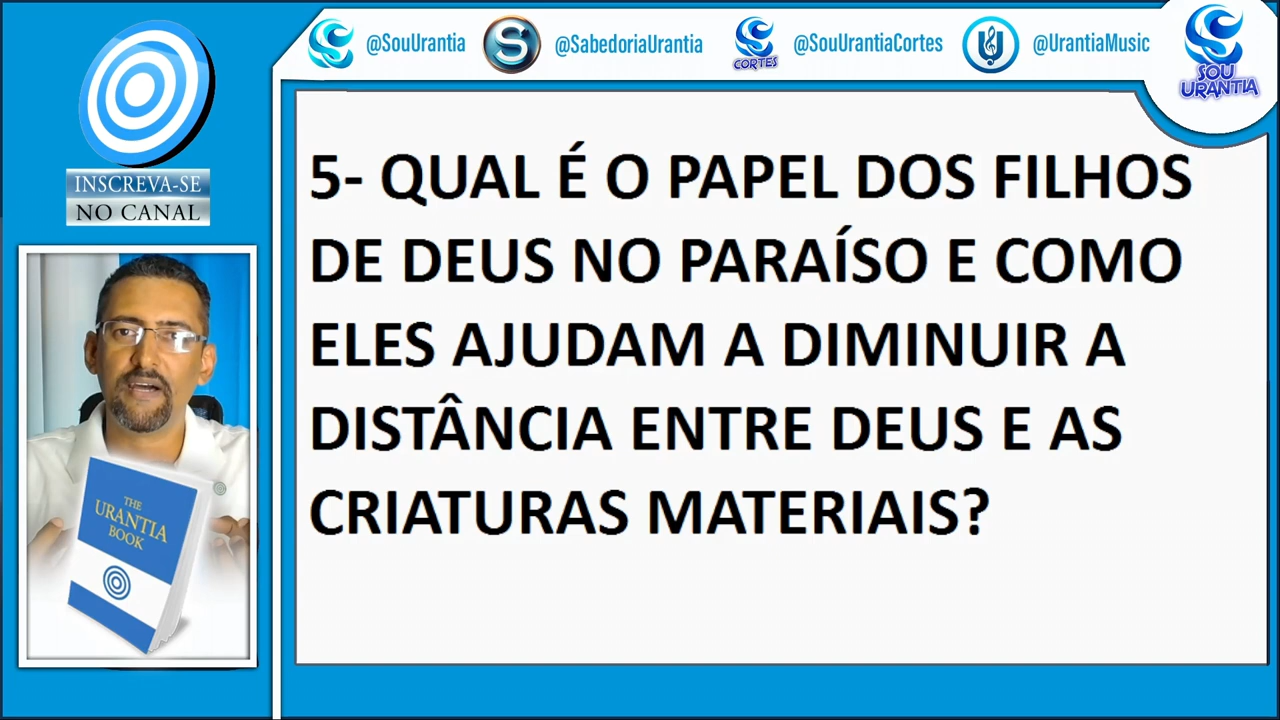 @SouUrantia
@SabedoriaUrantia
CORTES
@SouUrantiaCortes
@UrantiaMusic
SOU
URANTIA
INSCREVA-SE
NO CANAL
5- QUAL É O PAPEL DOS FILHOS
DE DEUS NO PARAÍSO E COMO
ELES AJUDAM A DIMINUIR A
DISTÂNCIA ENTRE DEUS E AS
CRIATURAS MATERIAIS?
THE
URANTIA
BOOK